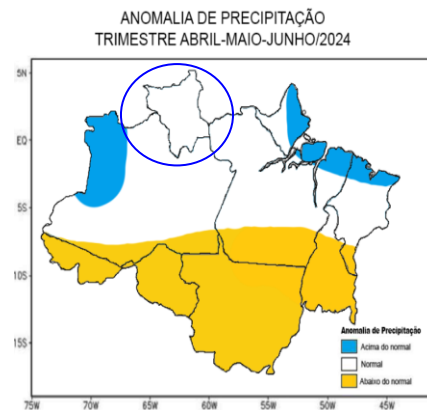 ANOMALIA DE PRECIPITAÇÃO
TRIMESTRE ABRIL-MAIO-JUNHO/2024
5N
EQ
5S
10S
15S
75W 70W 65W 60W 55W 50W 45W
Anomalia de Precipitação
Acima do normal
Normal
Abaixo do normal